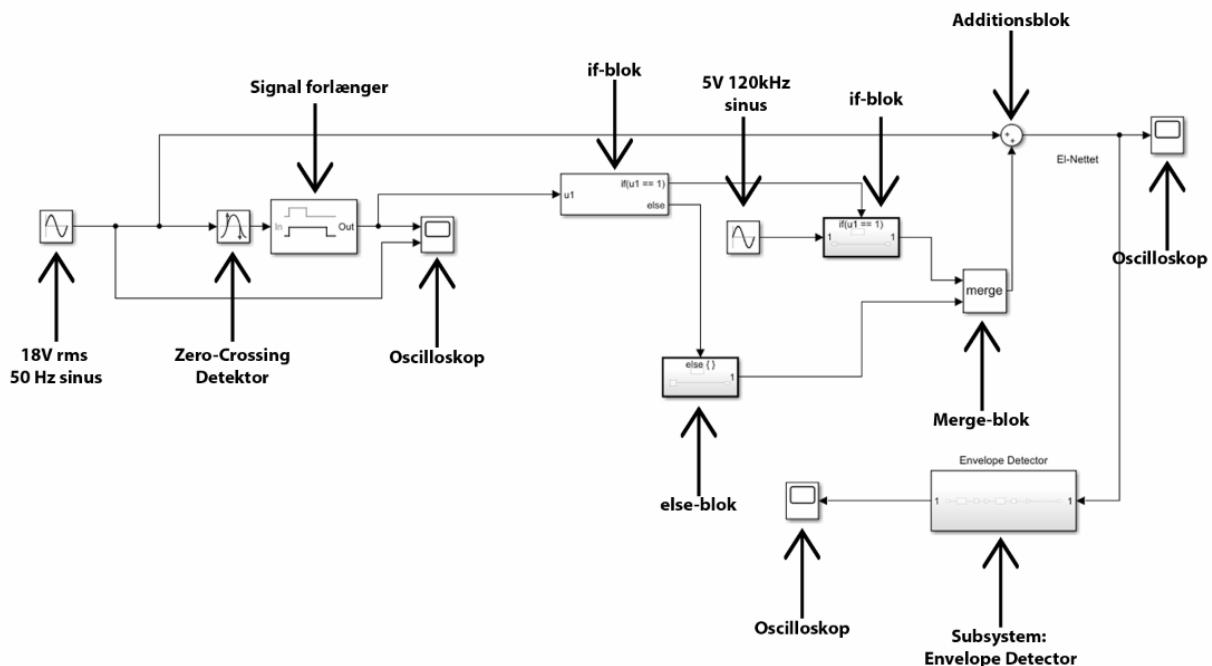 Additionsblok
if-blok
5V 120kHz
sinus
if-blok
Signal forlænger
El-Nettet
if(u1 == 1)
u1
else
if(u1 == 1)
1
1
In
Out
merge
Oscilloskop
18V rms
50 Hz sinus
Zero-Crossing
Detektor
Oscilloskop
else { }
1
Merge-blok
else-blok
Envelope Detector
1
1
Oscilloskop
Subsystem:
Envelope Detector